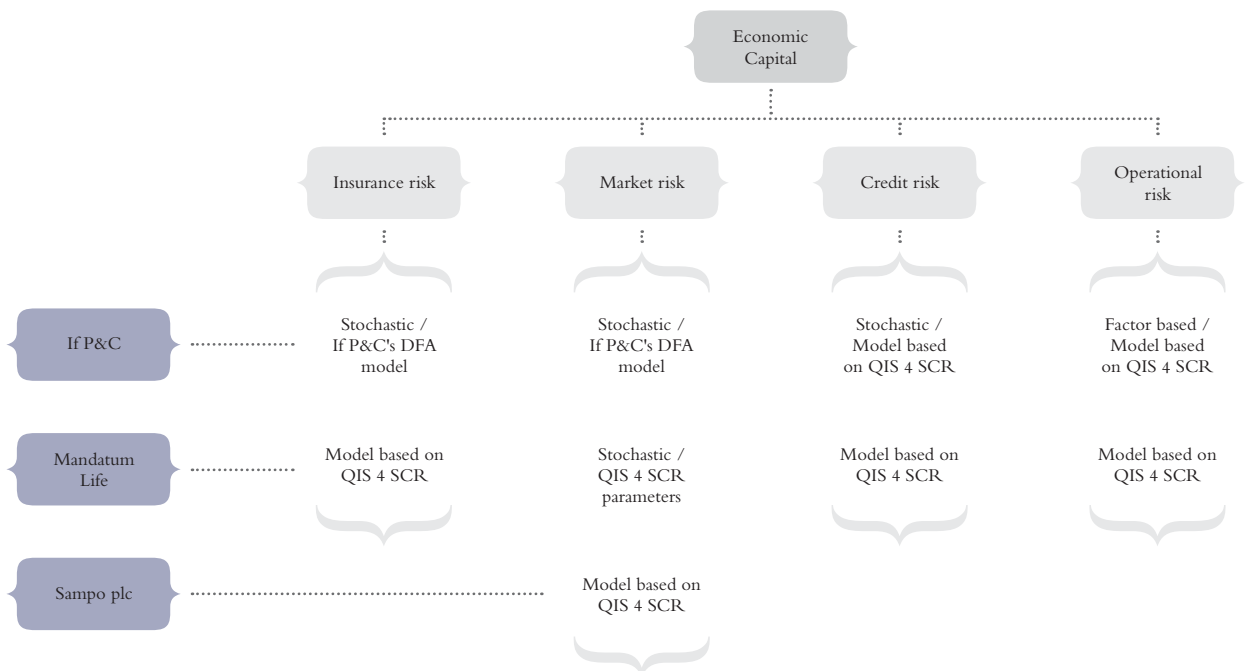 Economic
Capital
Insurance risk
Market risk
Credit risk
Operational
risk
If P&C
Stochastic /
If P&C's DFA
model
Stochastic /
If P&C's DFA
model
Stochastic /
Model based
on QIS 4 SCR
Factor based /
Model based
on QIS 4 SCR
Mandatum
Life
Model based on
QIS 4 SCR
Stochastic /
QIS 4 SCR
parameters
Model based on
QIS 4 SCR
Model based on
QIS 4 SCR
Sampo plc
Model based on
QIS 4 SCR